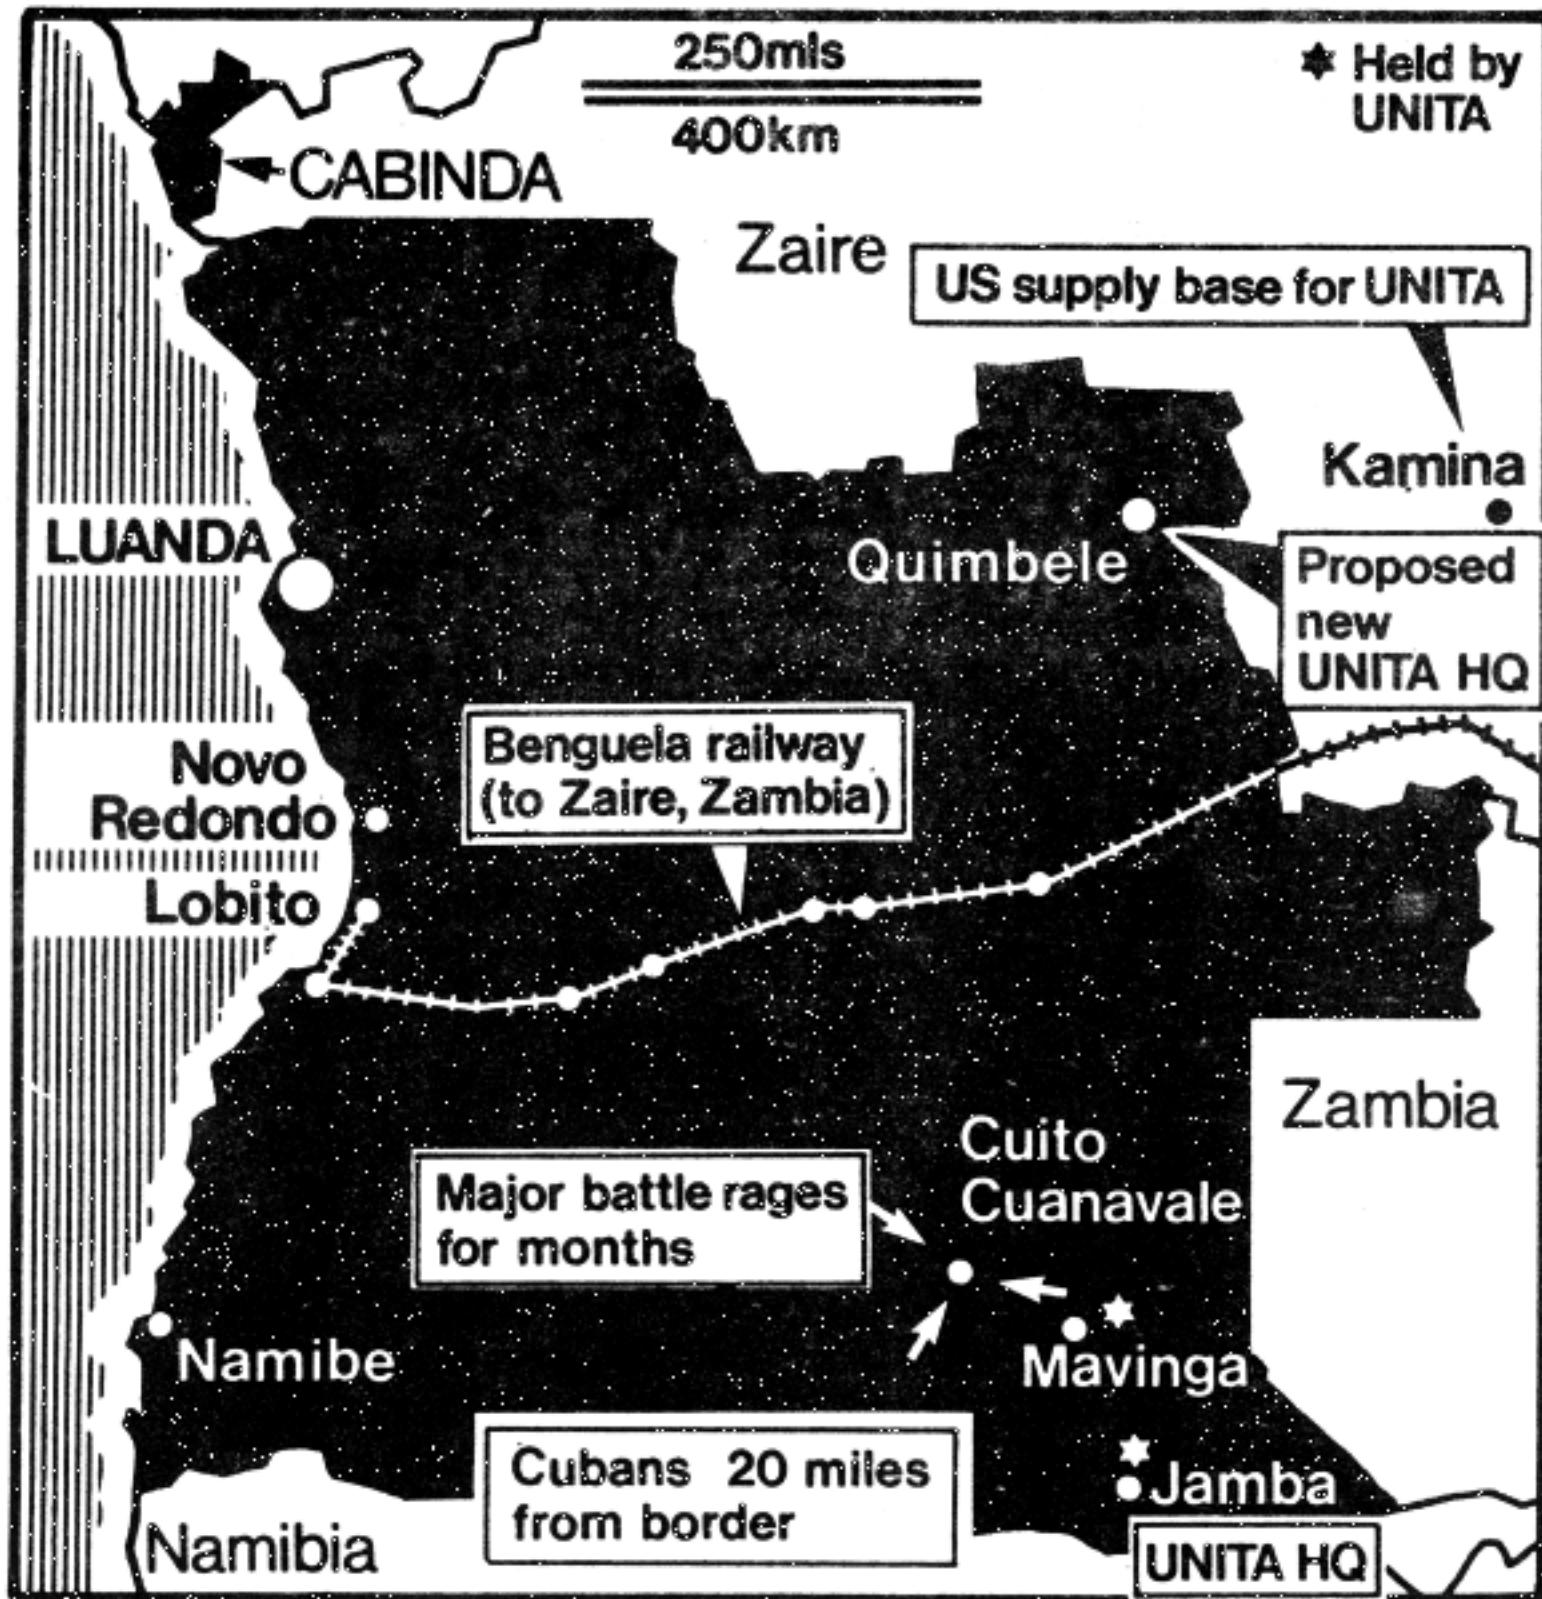 250mls
400km
✶ Held by
UNITA
CABINDA
Zaire
US supply base for UNITA
Kamina
LUANDA
Quimbele
Proposed
new
UNITA HQ
Benguela railway
(to Zaire, Zambia)
Novo
Redondo
Lobito
Zambia
Cuito
Cuanavale
Major battle rages
for months
Namibe
Mavinga
Cubans 20 miles
from border
Jamba
Namibia
UNITA HQ